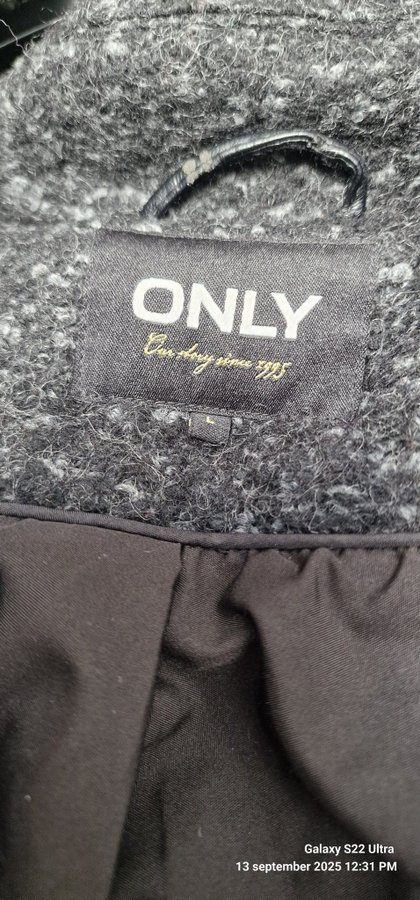 ONLY
Our story since 1995
L
Galaxy S22 Ultra
13 september 2025 12:31 PM